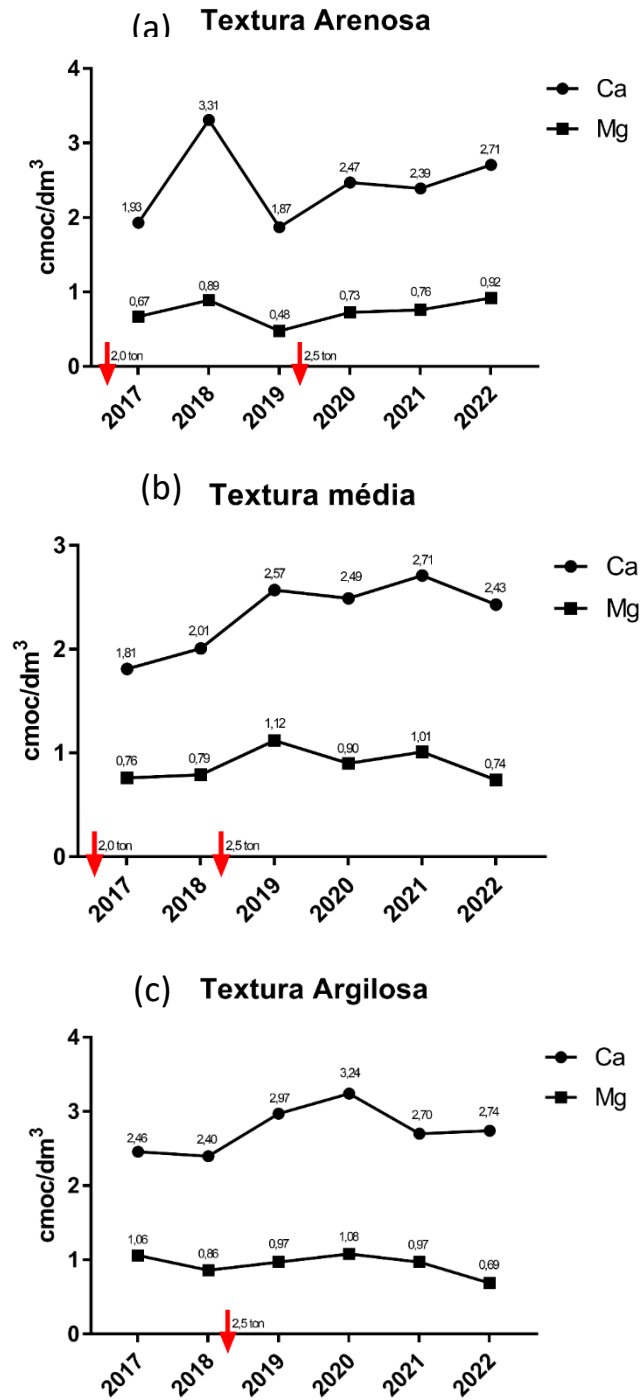 (a) Textura Arenosa
4
3
2
1
0
cmoc/dm³
Ca
Mg
1,93
3,31
1,87
2,47
2,39
2,71
0,67
0,89
0,48
0,73
0,76
0,92
2,0 ton
2,5 ton
2017 2018 2019 2020 2021 2022
(b) Textura média
3
2
1
0
cmoc/dm³
Ca
Mg
1,81
2,01
2,57
2,49
2,71
2,43
0,76
0,79
1,12
0,90
1,01
0,74
2,0 ton
2,5 ton
2017 2018 2019 2020 2021 2022
(c) Textura Argilosa
4
3
2
1
0
cmoc/dm³
Ca
Mg
2,46
2,40
2,97
3,24
2,70
2,74
1,06
0,86
0,97
1,08
0,97
0,69
2,5 ton
2017 2018 2019 2020 2021 2022